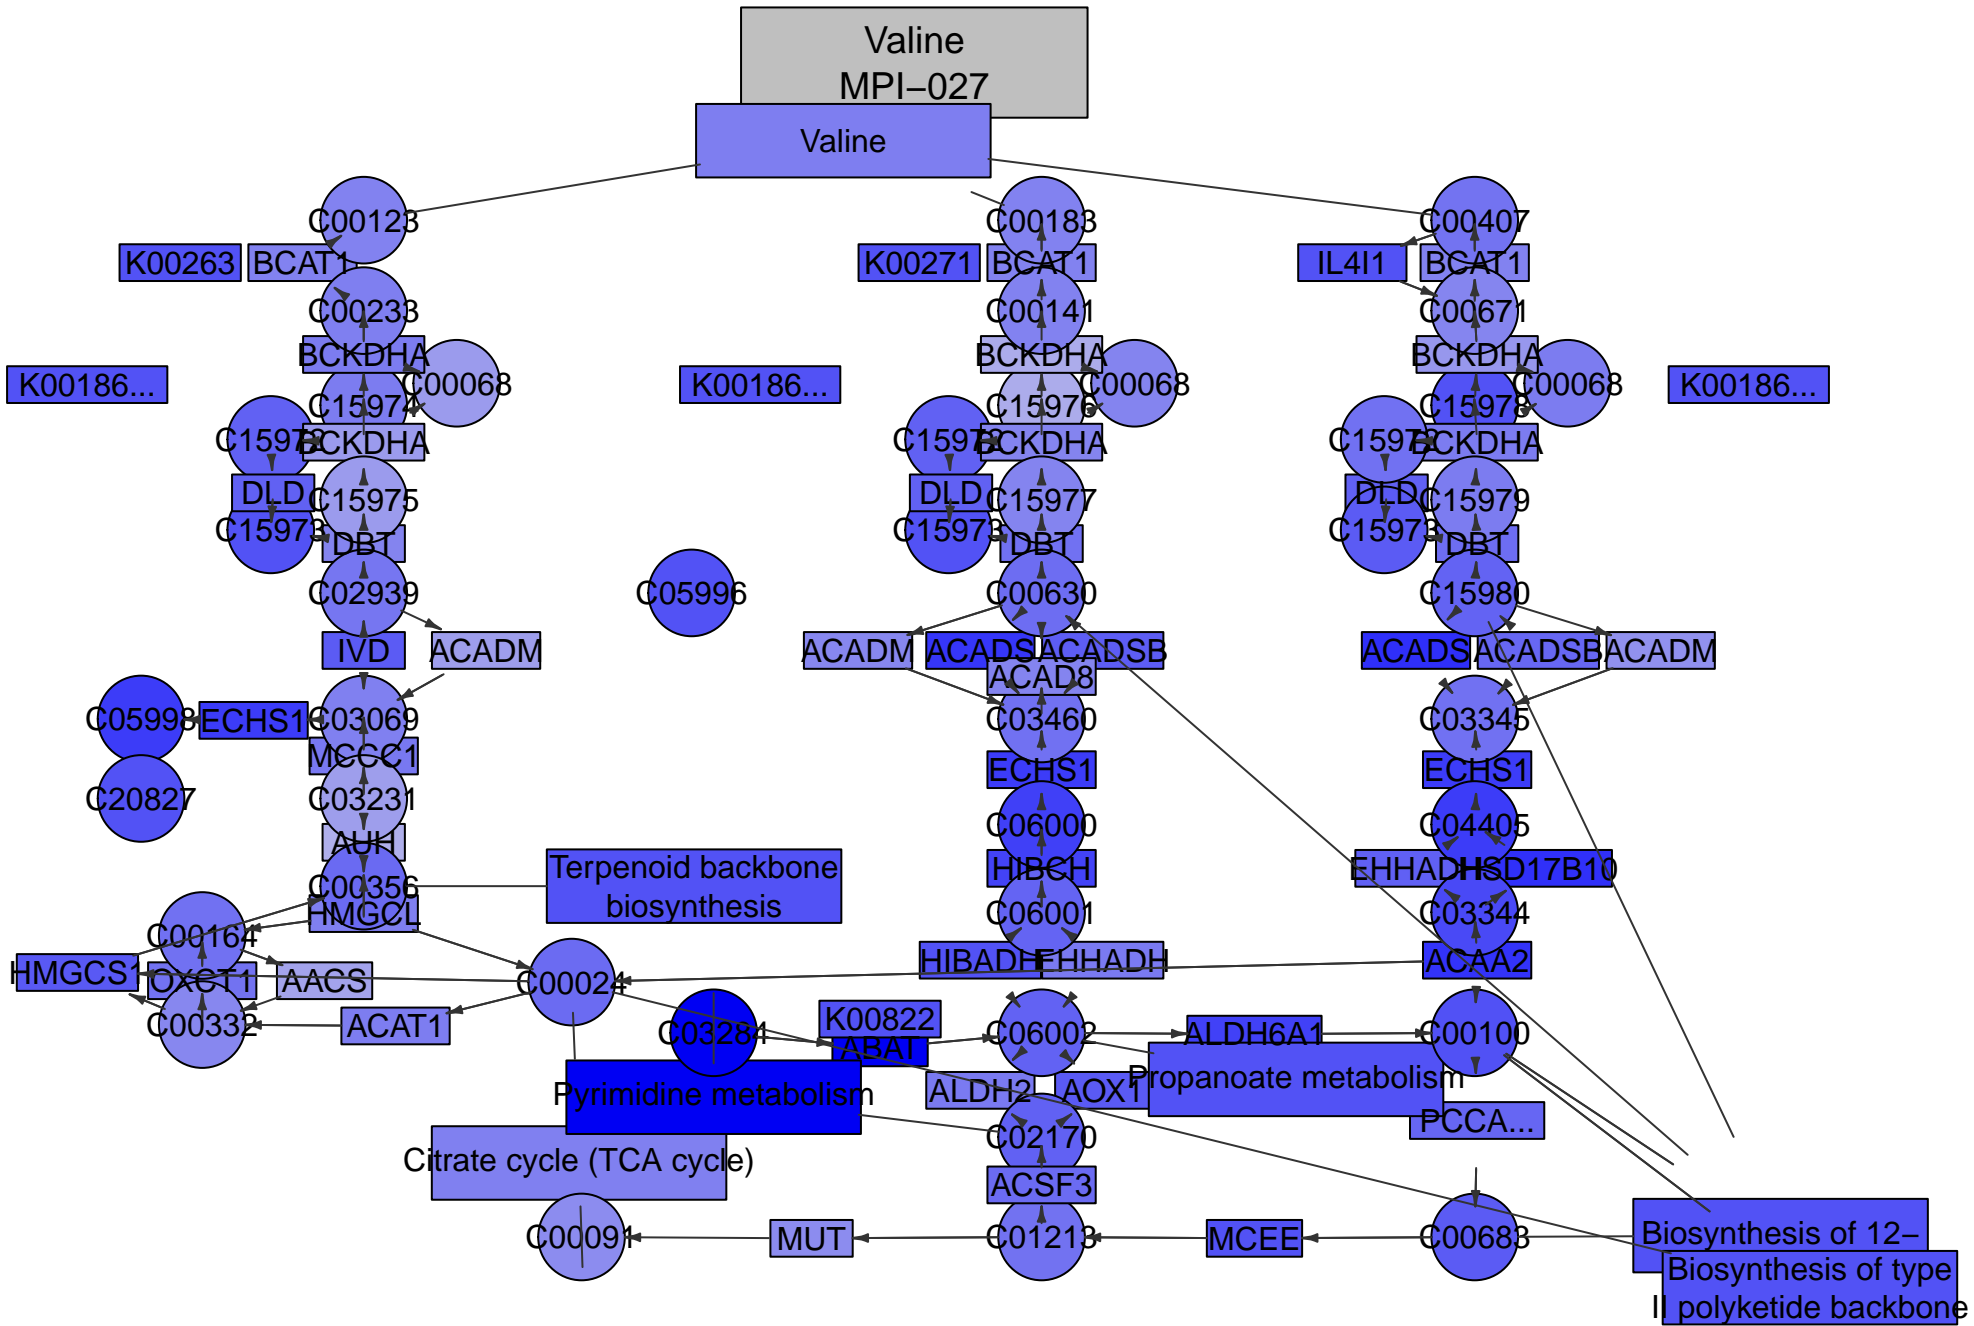 Valine
MPI−027
Valine
C00123
C00183
C00407
K00263
BCAT1
K00271
BCAT1
IL4I1
BCAT1
C00233
C00141
C00671
BCKDHA
BCKDHA
BCKDHA
K00186...
C00068
K00186...
C00068
C00068
K00186...
C15974
C15976
C15978
C15972
BCKDHA
C15972
BCKDHA
C15972
BCKDHA
DLD
C15975
DLD
C15977
DLD
C15979
C15973
DBT
C15973
DBT
C15973
DBT
C02939
C05996
C00630
C15980
IVD
ACADM
ACADM
ACADS
ACADSB
ACADS
ACADSB
ACADM
ACAD8
C05998
ECHS1
C03069
C03460
C03345
MCCC1
ECHS1
ECHS1
C20827
C03231
C06000
C04405
AUH
Terpenoid backbone
biosynthesis
HIBCH
EHHADH
HSD17B10
C00356
HMGCL
C06001
C03344
C00164
HMGCS1
OXCT1
AACS
C00024
HIBADH
EHHADH
ACAA2
C00332
ACAT1
C03284
K00822
ABAT
C06002
ALDH6A1
C00100
Pyrimidine metabolism
ALDH2
AOX1
Propanoate metabolism
PCCA...
C02170
Citrate cycle (TCA cycle)
ACSF3
C00091
MUT
C01213
MCEE
C00683
Biosynthesis of 12−
Biosynthesis of type
II polyketide backbone